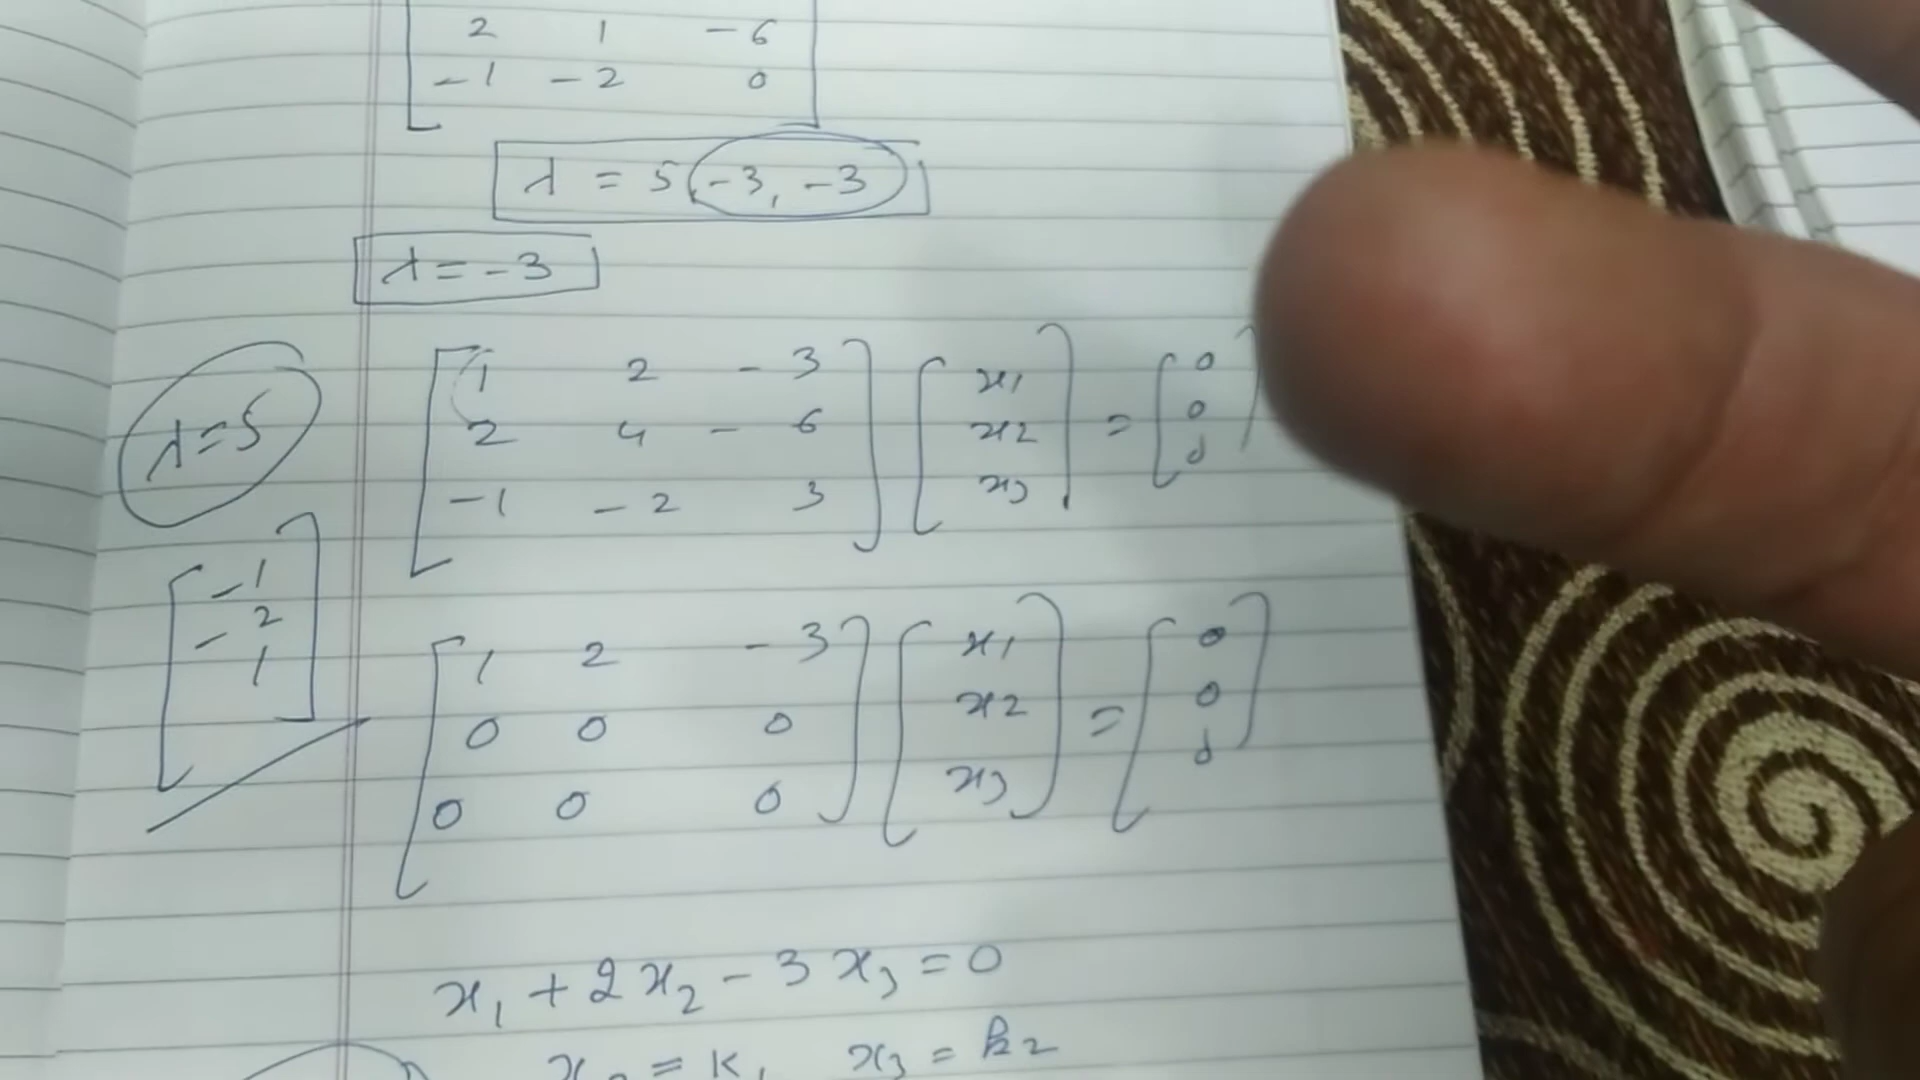 2 1 -6
-1 -2 0
λ = 5, -3, -3
λ = -3
λ=5
1 2 -3
2 4 -6
-1 -2 3
x1
x2
x3
=
0
0
0
-1
-2
1
1 2 -3
0 0 0
0 0 0
x1
x2
x3
=
0
0
0
x1 + 2x2 - 3x3 = 0
= k1 x3 = k2